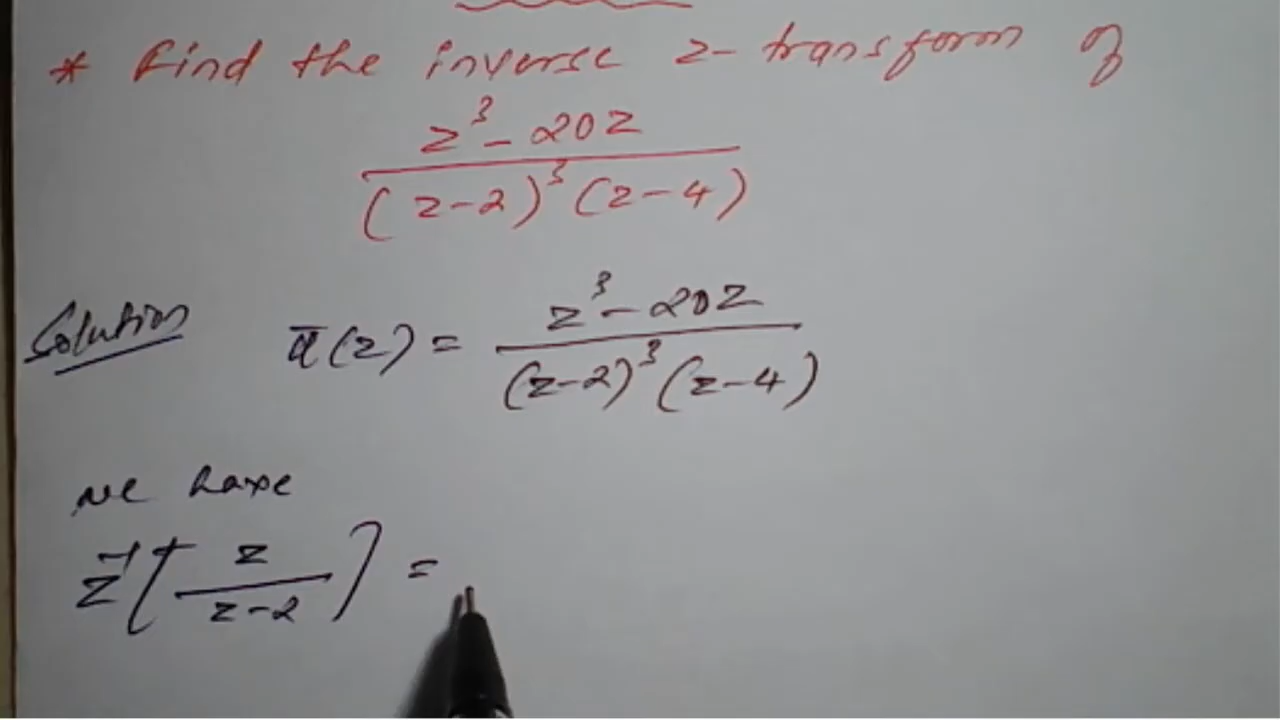 * Find the inverse z-transform of
z³ - 20z
(z-2)³ (z-4)
Solution
ū(z) = z³ - 20z
(z-2)³ (z-4)
we have
z⁻¹[ z
z-2 ] =